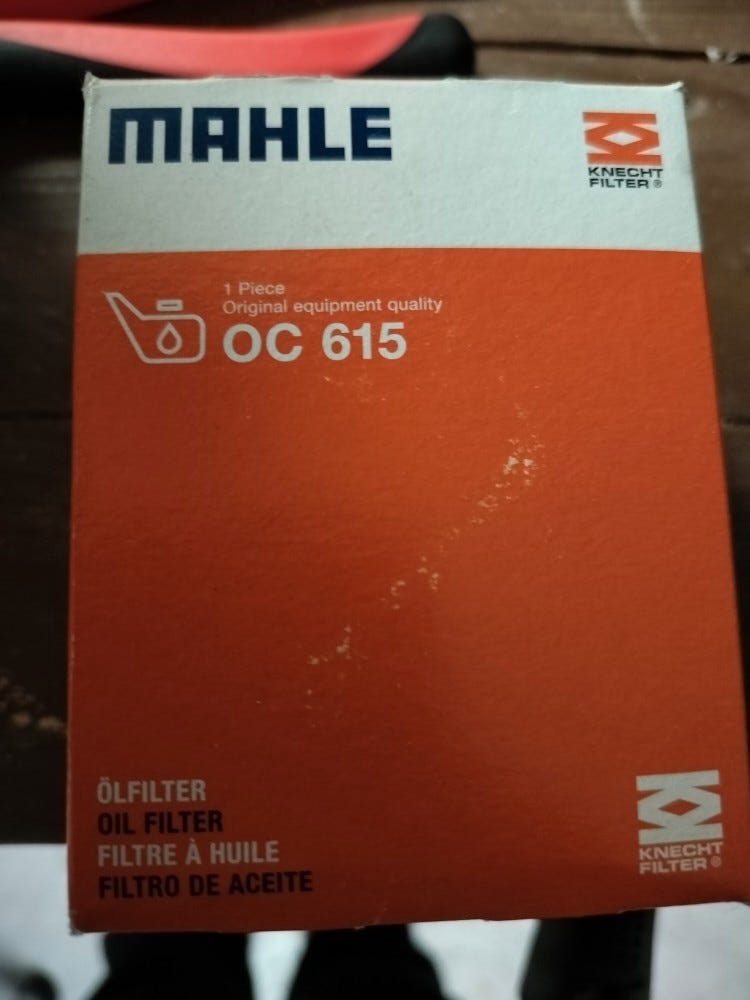 MAHLE
KNECHT
FILTER®
1 Piece
Original equipment quality
OC 615
ÖLFILTER
OIL FILTER
FILTRE À HUILE
FILTRO DE ACEITE
KNECHT
FILTER®